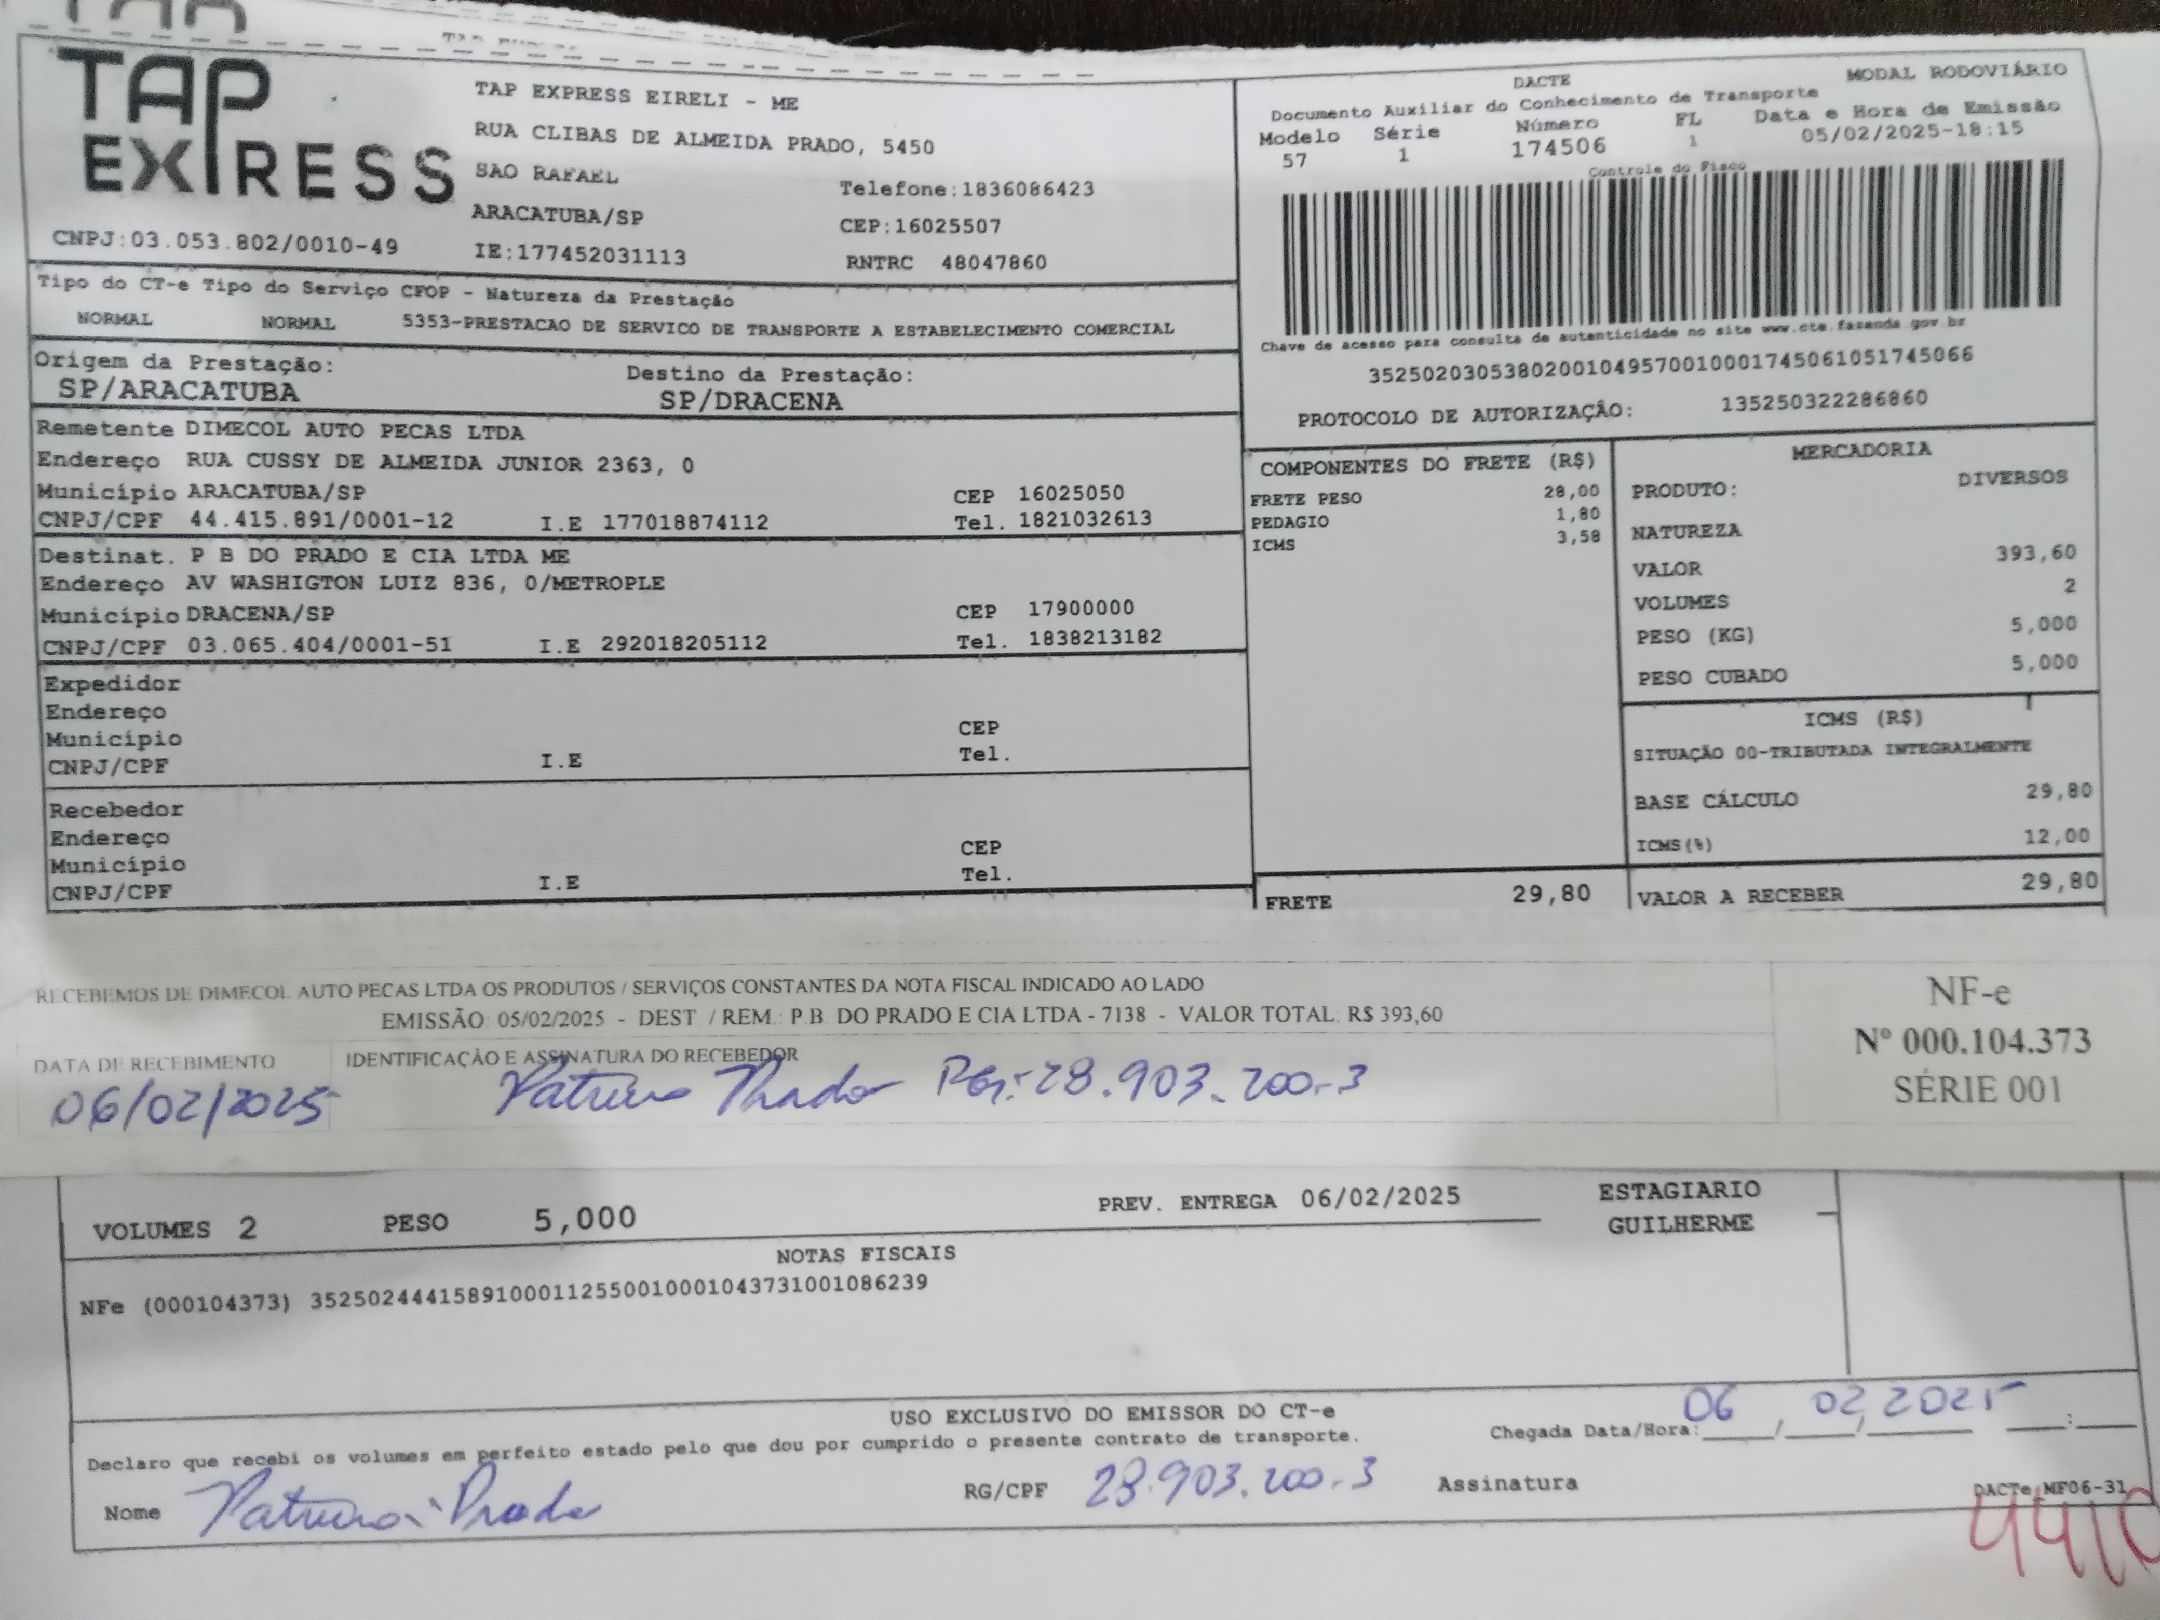 TAP EXPRESS
TAP EXPRESS EIRELI - ME
RUA CLIBAS DE ALMEIDA PRADO, 5450
SAO RAFAEL
Telefone:1836086423
ARACATUBA/SP
CEP:16025507
CNPJ:03.053.802/0010-49
IE:177452031113
RNTRC 48047860
DACTE
MODAL RODOVIÁRIO
Documento Auxiliar do Conhecimento de Transporte
Modelo Série Número FL Data e Hora de Emissão
57 1 174506 1 05/02/2025-18:15
Controle do Fisco
Chave de acesso para consulta de autenticidade no site www.cte.fazenda.gov.br
35250203053802001049570010001745061051745066
PROTOCOLO DE AUTORIZAÇÃO: 135250322286860
Tipo do CT-e Tipo do Serviço CFOP - Natureza da Prestação
NORMAL NORMAL 5353-PRESTACAO DE SERVICO DE TRANSPORTE A ESTABELECIMENTO COMERCIAL
Origem da Prestação: Destino da Prestação:
SP/ARACATUBA SP/DRACENA
Remetente DIMECOL AUTO PECAS LTDA
Endereço RUA CUSSY DE ALMEIDA JUNIOR 2363, 0
Município ARACATUBA/SP CEP 16025050
CNPJ/CPF 44.415.891/0001-12 I.E 177018874112 Tel. 1821032613
Destinat. P B DO PRADO E CIA LTDA ME
Endereço AV WASHIGTON LUIZ 836, 0/METROPLE
Município DRACENA/SP CEP 17900000
CNPJ/CPF 03.065.404/0001-51 I.E 292018205112 Tel. 1838213182
Expedidor
Endereço
Município CEP
CNPJ/CPF I.E Tel.
Recebedor
Endereço
Município CEP
CNPJ/CPF I.E Tel.
COMPONENTES DO FRETE (R$)
FRETE PESO 28,00
PEDAGIO 1,80
ICMS 3,58
FRETE 29,80
MERCADORIA
PRODUTO: DIVERSOS
NATUREZA
VALOR 393,60
VOLUMES 2
PESO (KG) 5,000
PESO CUBADO 5,000
ICMS (R$)
SITUAÇÃO 00-TRIBUTADA INTEGRALMENTE
BASE CÁLCULO 29,80
ICMS(%) 12,00
VALOR A RECEBER 29,80
RECEBEMOS DE DIMECOL AUTO PECAS LTDA OS PRODUTOS / SERVIÇOS CONSTANTES DA NOTA FISCAL INDICADO AO LADO
EMISSÃO: 05/02/2025 - DEST. / REM.: P.B. DO PRADO E CIA LTDA - 7138 - VALOR TOTAL: R$ 393,60
DATA DE RECEBIMENTO IDENTIFICAÇÃO E ASSINATURA DO RECEBEDOR
06/02/2025 Prado 28.903.200-3
NF-e
Nº 000.104.373
SÉRIE 001
VOLUMES 2 PESO 5,000 PREV. ENTREGA 06/02/2025 ESTAGIARIO
GUILHERME
NOTAS FISCAIS
NFe (000104373) 35250244415891000112550010001043731001086239
USO EXCLUSIVO DO EMISSOR DO CT-e
Declaro que recebi os volumes em perfeito estado pelo que dou por cumprido o presente contrato de transporte.
Chegada Data/Hora: 06/02/2025 :
Nome Prado RG/CPF 28.903.200-3 Assinatura
DACTe MF06-31